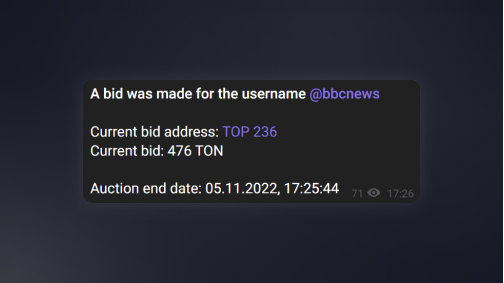 A bid was made for the username @bbcnews
Current bid address: TOP 236
Current bid: 476 TON
Auction end date: 05.11.2022, 17:25:44
71 17:26